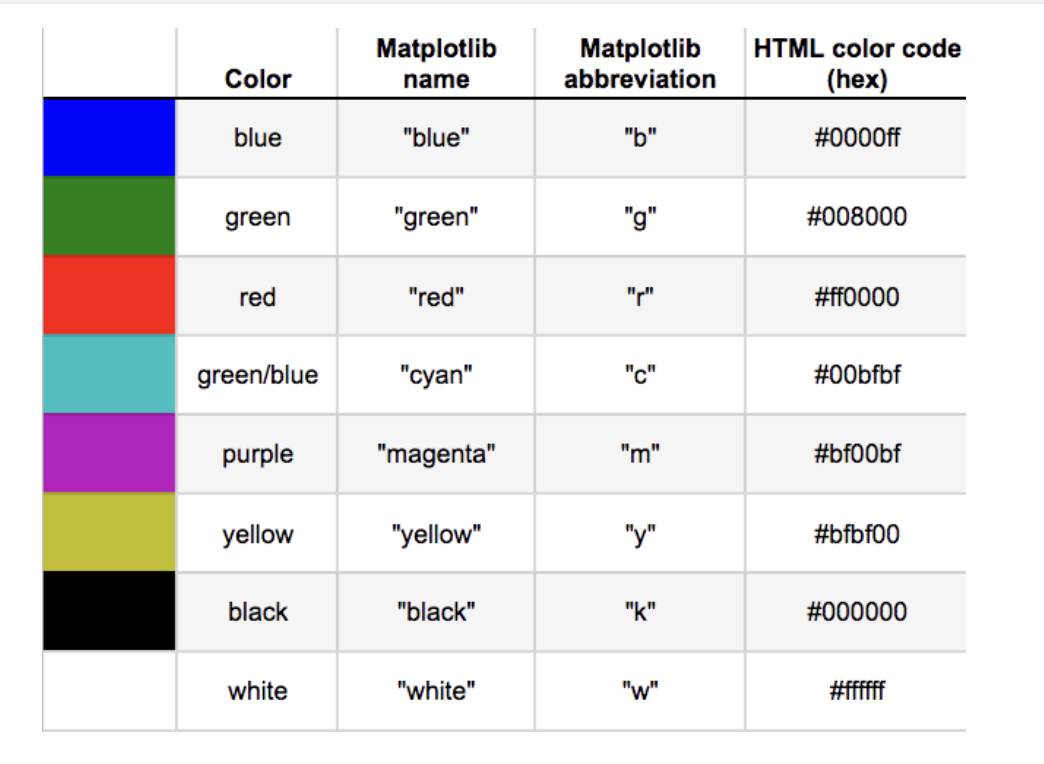 Color Matplotlib name Matplotlib abbreviation HTML color code (hex)
blue "blue" "b" #0000ff
green "green" "g" #008000
red "red" "r" #ff0000
green/blue "cyan" "c" #00bfbf
purple "magenta" "m" #bf00bf
yellow "yellow" "y" #bfbf00
black "black" "k" #000000
white "white" "w" #ffffff